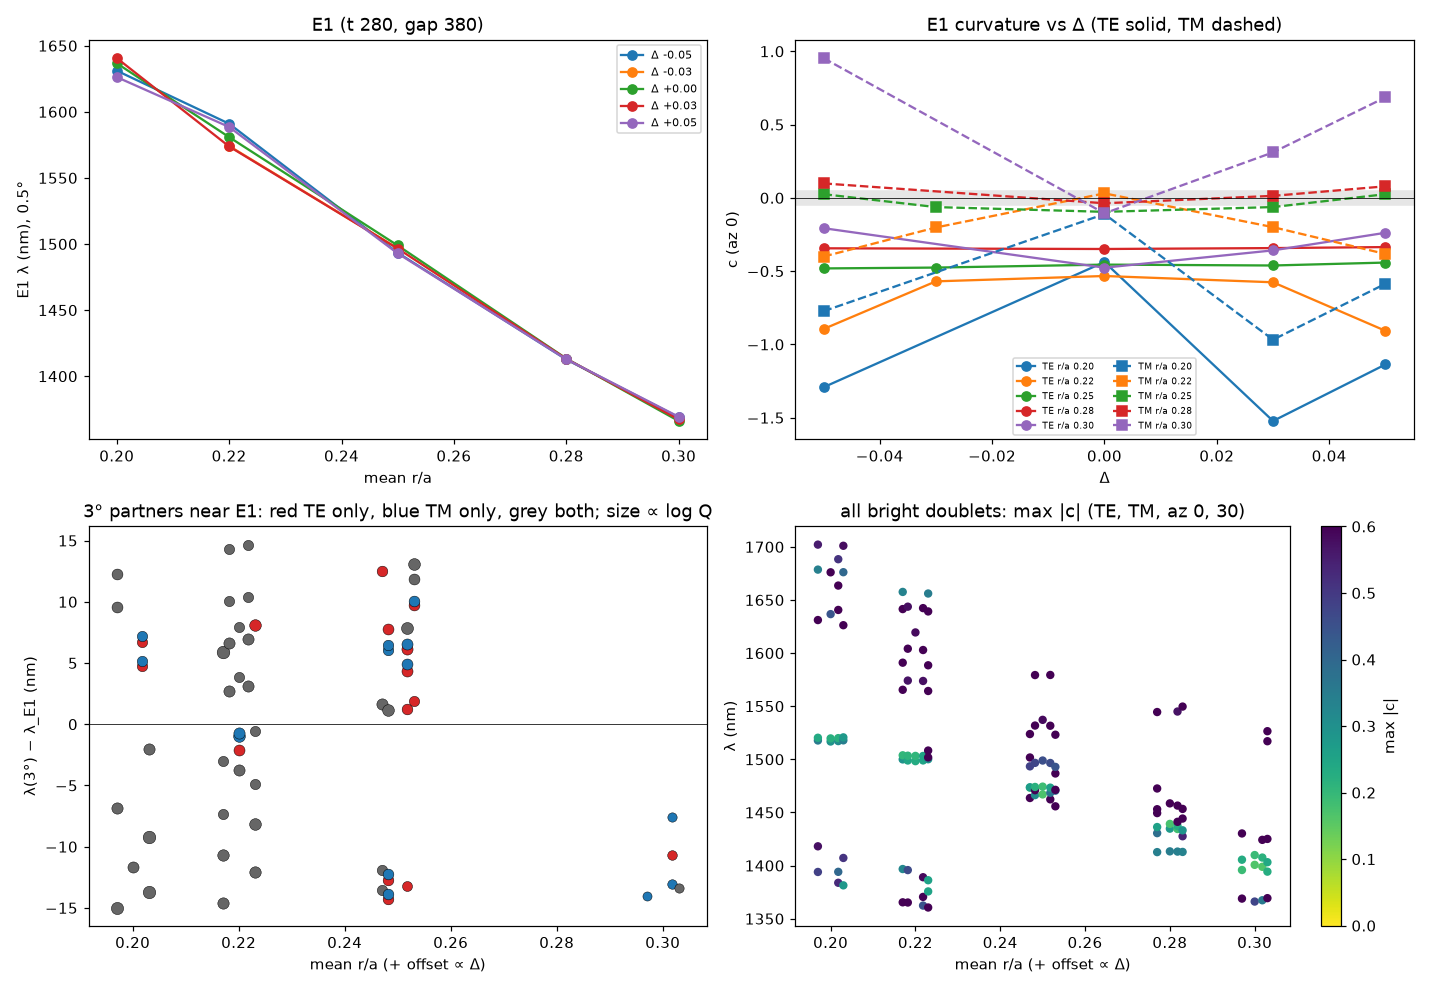 E1 (t 280, gap 380)
E1 λ (nm), 0.5°
1650
1600
1550
1500
1450
1400
Δ -0.05
Δ -0.03
Δ +0.00
Δ +0.03
Δ +0.05
0.20 0.22 0.24 0.26 0.28 0.30
mean r/a
E1 curvature vs Δ (TE solid, TM dashed)
c (az 0)
1.0
0.5
0.0
−0.5
−1.0
−1.5
TE r/a 0.20 TM r/a 0.20
TE r/a 0.22 TM r/a 0.22
TE r/a 0.25 TM r/a 0.25
TE r/a 0.28 TM r/a 0.28
TE r/a 0.30 TM r/a 0.30
−0.04 −0.02 0.00 0.02 0.04
Δ
3° partners near E1: red TE only, blue TM only, grey both; size ∝ log Q
λ(3°) − λ_E1 (nm)
15
10
5
0
−5
−10
−15
0.20 0.22 0.24 0.26 0.28 0.30
mean r/a (+ offset ∝ Δ)
all bright doublets: max |c| (TE, TM, az 0, 30)
λ (nm)
1700
1650
1600
1550
1500
1450
1400
1350
0.20 0.22 0.24 0.26 0.28 0.30
mean r/a (+ offset ∝ Δ)
0.6
0.5
0.4
0.3
0.2
0.1
0.0
max |c|